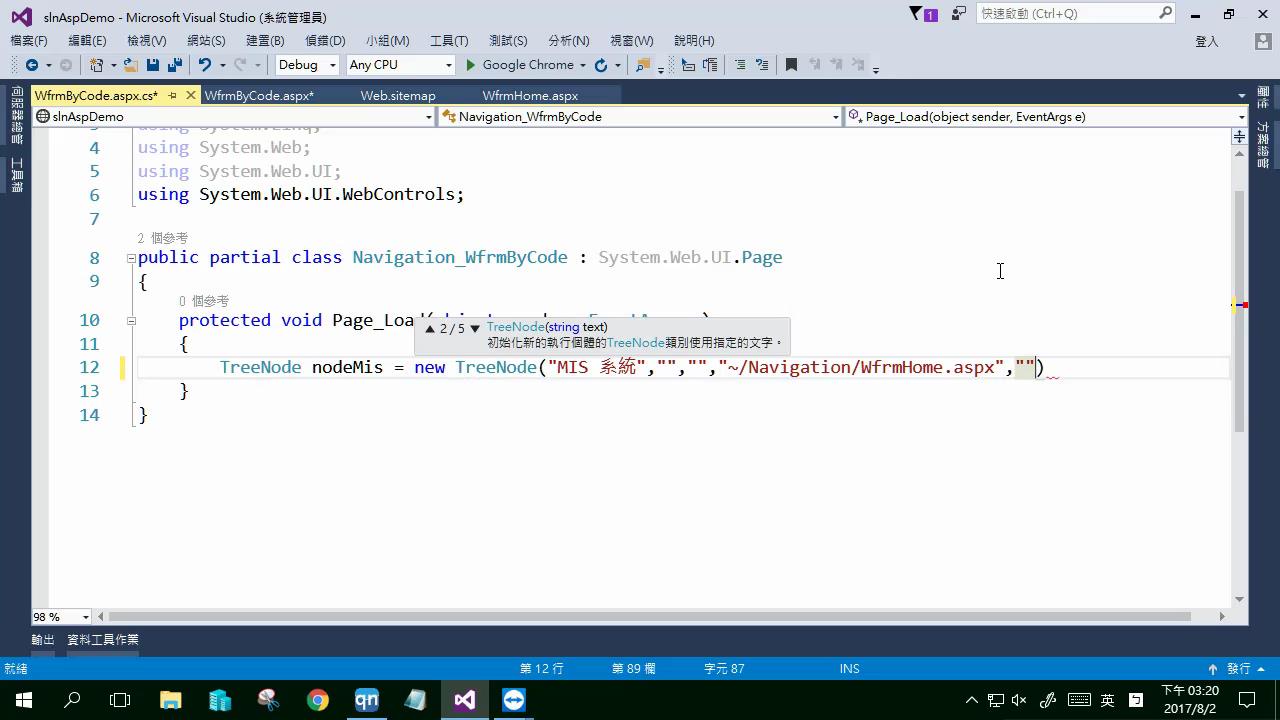 slnAspDemo - Microsoft Visual Studio (系統管理員)
1
快速啟動 (Ctrl+Q)
檔案(F) 編輯(E) 檢視(V) 網站(S) 建置(B) 偵錯(D) 小組(M) 工具(T) 測試(S) 分析(N) 視窗(W) 說明(H)
登入
Debug Any CPU Google Chrome
WfrmByCode.aspx.cs* WfrmByCode.aspx* Web.sitemap WfrmHome.aspx
slnAspDemo Navigation_WfrmByCode Page_Load(object sender, EventArgs e)
伺服器總管
工具箱
屬性
方案總管
4 using System.Web;
5 using System.Web.UI;
6 using System.Web.UI.WebControls;
7
2 個參考
8 public partial class Navigation_WfrmByCode : System.Web.UI.Page
9 {
0 個參考
10 protected void Page_Load
2/5 TreeNode(string text)
初始化新的執行個體的TreeNode類別使用指定的文字。
11 {
12 TreeNode nodeMis = new TreeNode("MIS 系統","","","~/Navigation/WfrmHome.aspx","")
13 }
14 }
98 %
輸出 資料工具作業
就绪 第 12 行 第 89 欄 字元 87 INS 發行
qn
英
下午 03:20
2017/8/2